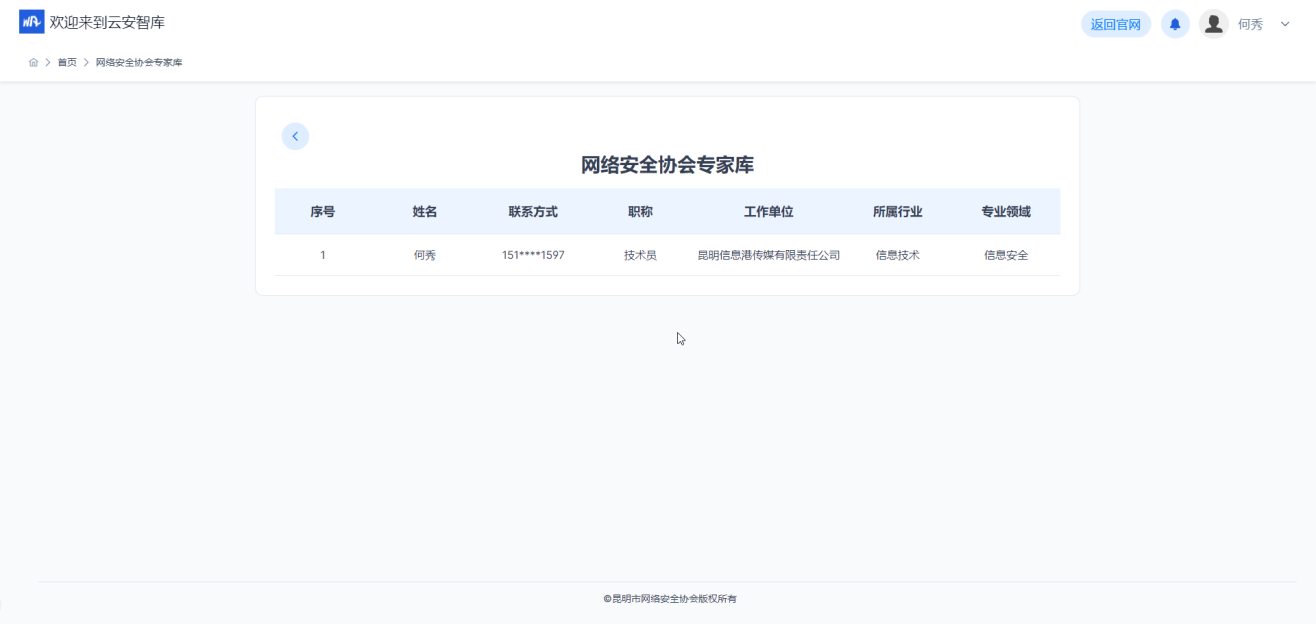 欢迎来到云安智库
返回官网
何秀
首页
网络安全协会专家库
网络安全协会专家库
序号 姓名 联系方式 职称 工作单位 所属行业 专业领域
1 何秀 151****1597 技术员 昆明信息港传媒有限责任公司 信息技术 信息安全
©昆明市网络安全协会版权所有